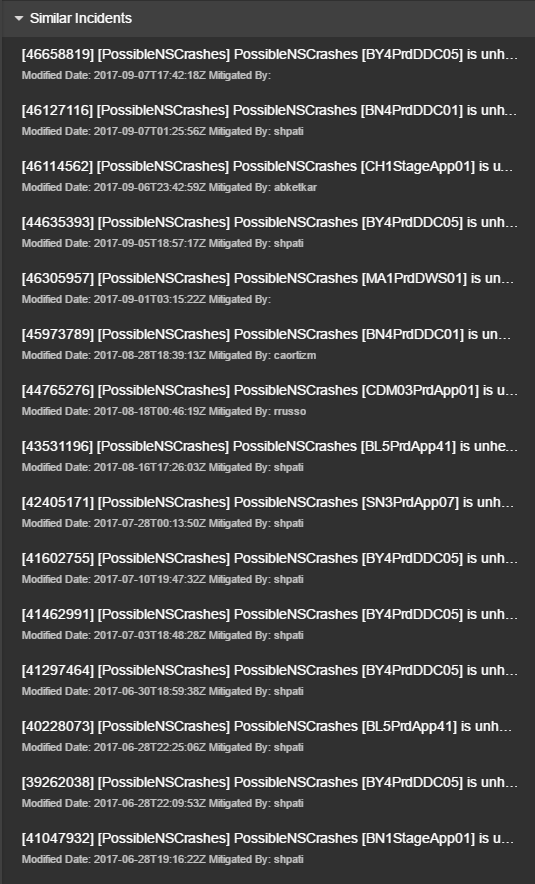 Similar Incidents
[46658819] [PossibleNSCrashes] PossibleNSCrashes [BY4PrdDDC05] is unh…
Modified Date: 2017-09-07T17:42:18Z Mitigated By:
[46127116] [PossibleNSCrashes] PossibleNSCrashes [BN4PrdDDC01] is unh…
Modified Date: 2017-09-07T01:25:56Z Mitigated By: shpati
[46114562] [PossibleNSCrashes] PossibleNSCrashes [CH1StageApp01] is u…
Modified Date: 2017-09-06T23:42:59Z Mitigated By: abketkar
[44635393] [PossibleNSCrashes] PossibleNSCrashes [BY4PrdDDC05] is unh…
Modified Date: 2017-09-05T18:57:17Z Mitigated By: shpati
[46305957] [PossibleNSCrashes] PossibleNSCrashes [MA1PrdDWS01] is un…
Modified Date: 2017-09-01T03:15:22Z Mitigated By:
[45973789] [PossibleNSCrashes] PossibleNSCrashes [BN4PrdDDC01] is unh…
Modified Date: 2017-08-28T18:39:13Z Mitigated By: caortizm
[44765276] [PossibleNSCrashes] PossibleNSCrashes [CDM03PrdApp01] is u…
Modified Date: 2017-08-18T00:46:19Z Mitigated By: rrusso
[43531196] [PossibleNSCrashes] PossibleNSCrashes [BL5PrdApp41] is unhe…
Modified Date: 2017-08-16T17:26:03Z Mitigated By: shpati
[42405171] [PossibleNSCrashes] PossibleNSCrashes [SN3PrdApp07] is unh…
Modified Date: 2017-07-28T00:13:50Z Mitigated By: shpati
[41602755] [PossibleNSCrashes] PossibleNSCrashes [BY4PrdDDC05] is unh…
Modified Date: 2017-07-10T19:47:32Z Mitigated By: shpati
[41462991] [PossibleNSCrashes] PossibleNSCrashes [BY4PrdDDC05] is unh…
Modified Date: 2017-07-03T18:48:28Z Mitigated By: shpati
[41297464] [PossibleNSCrashes] PossibleNSCrashes [BY4PrdDDC05] is unh…
Modified Date: 2017-06-30T18:59:38Z Mitigated By: shpati
[40228073] [PossibleNSCrashes] PossibleNSCrashes [BL5PrdApp41] is unh…
Modified Date: 2017-06-28T22:25:06Z Mitigated By: shpati
[39262038] [PossibleNSCrashes] PossibleNSCrashes [BY4PrdDDC05] is unh…
Modified Date: 2017-06-28T22:09:53Z Mitigated By: shpati
[41047932] [PossibleNSCrashes] PossibleNSCrashes [BN1StageApp01] is u…
Modified Date: 2017-06-28T19:16:22Z Mitigated By: shpati